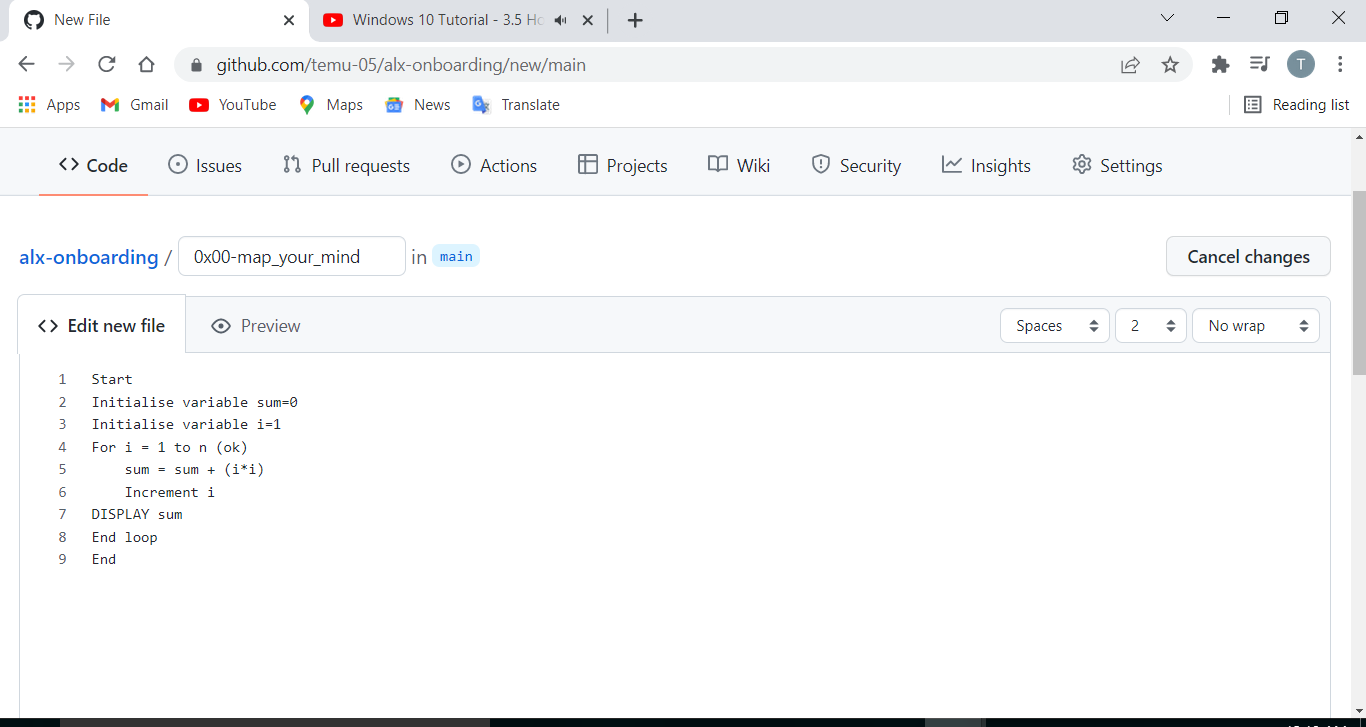 New File
Windows 10 Tutorial - 3.5 Ho
github.com/temu-05/alx-onboarding/new/main
T
Apps
Gmail
YouTube
Maps
News
Translate
Reading list
Code
Issues
Pull requests
Actions
Projects
Wiki
Security
Insights
Settings
alx-onboarding / 0x00-map_your_mind in main
Cancel changes
Edit new file
Preview
Spaces
2
No wrap
1 Start
2 Initialise variable sum=0
3 Initialise variable i=1
4 For i = 1 to n (ok)
5 sum = sum + (i*i)
6 Increment i
7 DISPLAY sum
8 End loop
9 End